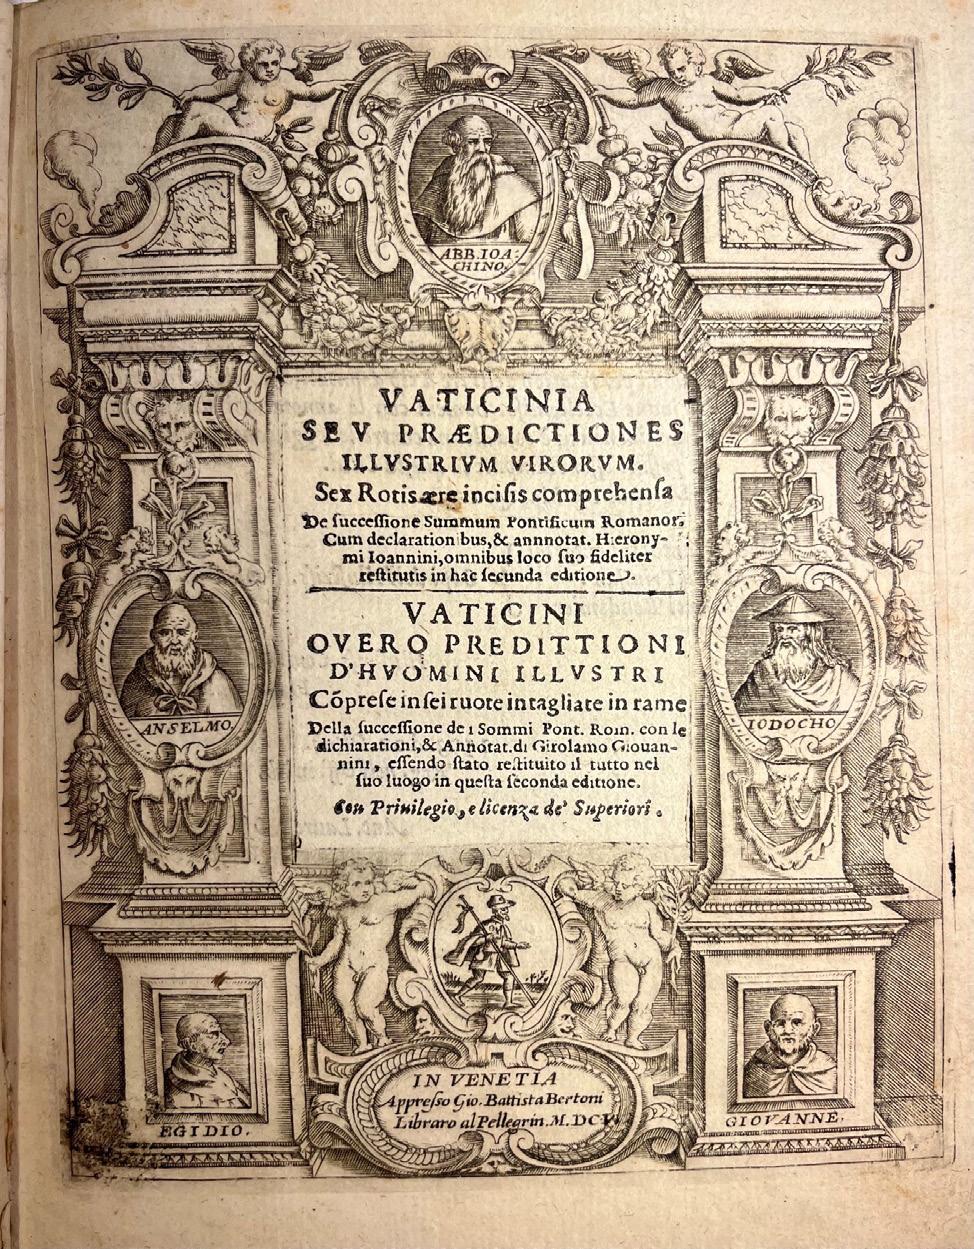 ABB. IOA:
CHINO.
VATICINIA
SEV PRÆDICTIONES
ILLVSTRIVM VIRORVM.
Sex Rotis ære inciſis comprehenſa
De ſucceſſione Summum Pontificum Romanor.
Cum declarationibus, & annnotat. Hierony-
mi Ioannini, omnibus loco ſuo fideliter
reſtitutis in hac ſecunda editione.
VATICINI
OVERO PREDITTIONI
D'HVOMINI ILLVSTRI
Cõpreſe in ſei ruote intagliate in rame
Della ſucceſſione de i Sommi Pont. Rom. con le
dichiarationi, & Annotat. di Girolamo Giouan-
nini, eſſendo ſtato reſtituito il tutto nel
ſuo luogo in queſta ſeconda editione.
Con Priuilegio, e licenza de' Superiori.
ANSELMO.
IODOCHO.
EGIDIO.
GIOVANNE.
IN VENETIA
Appreſſo Gio. Battista Bertoni
Libraro al Pellegrin. M. DCV.